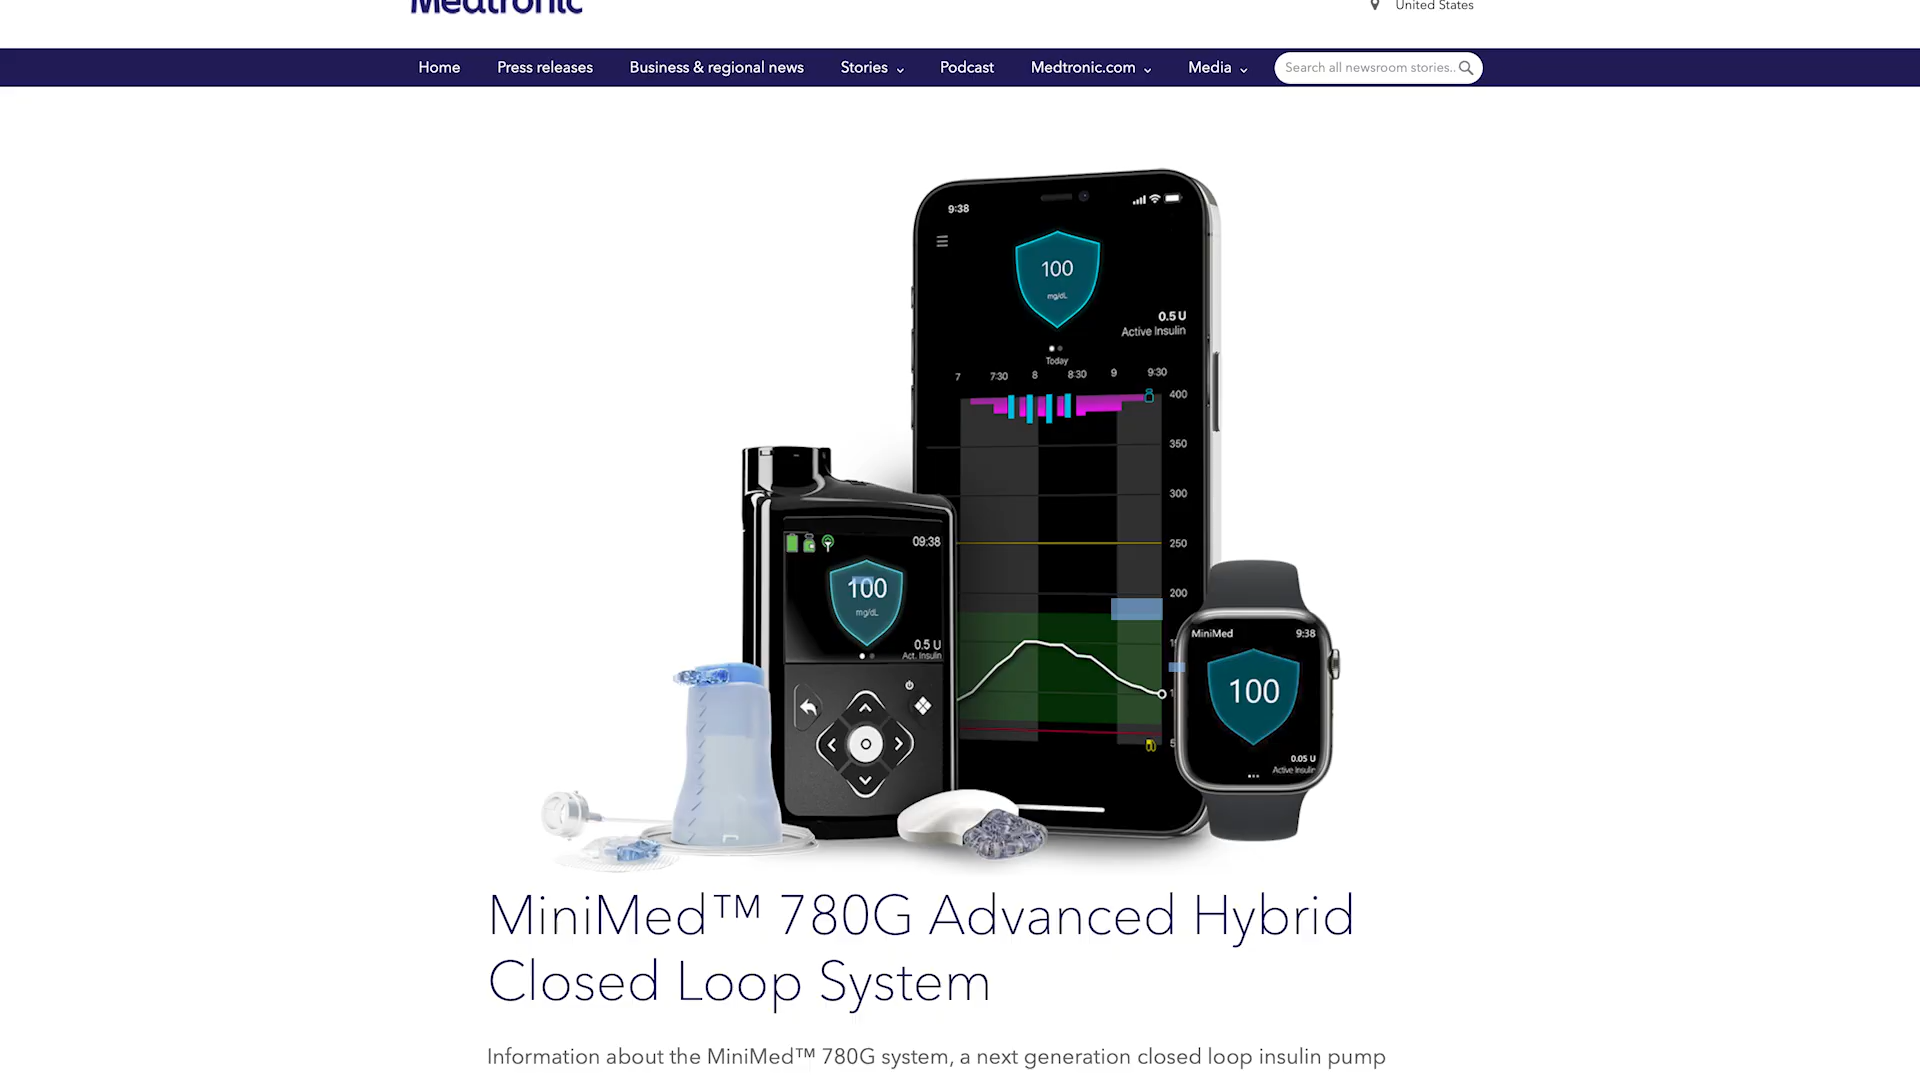 Medtronic
United States
Home Press releases Business & regional news Stories Podcast Medtronic.com Media Search all newsroom stories..
9:38
100
mg/dL
0.5 U
Active Insulin
Today
7 7:30 8 8:30 9 9:30
400
350
300
250
200
09:38
100
mg/dL
0.5 U
Act. Insulin
MiniMed 9:38
100
0.05 U
Active Insulin
MiniMed™ 780G Advanced Hybrid
Closed Loop System
Information about the MiniMed™ 780G system, a next generation closed loop insulin pump